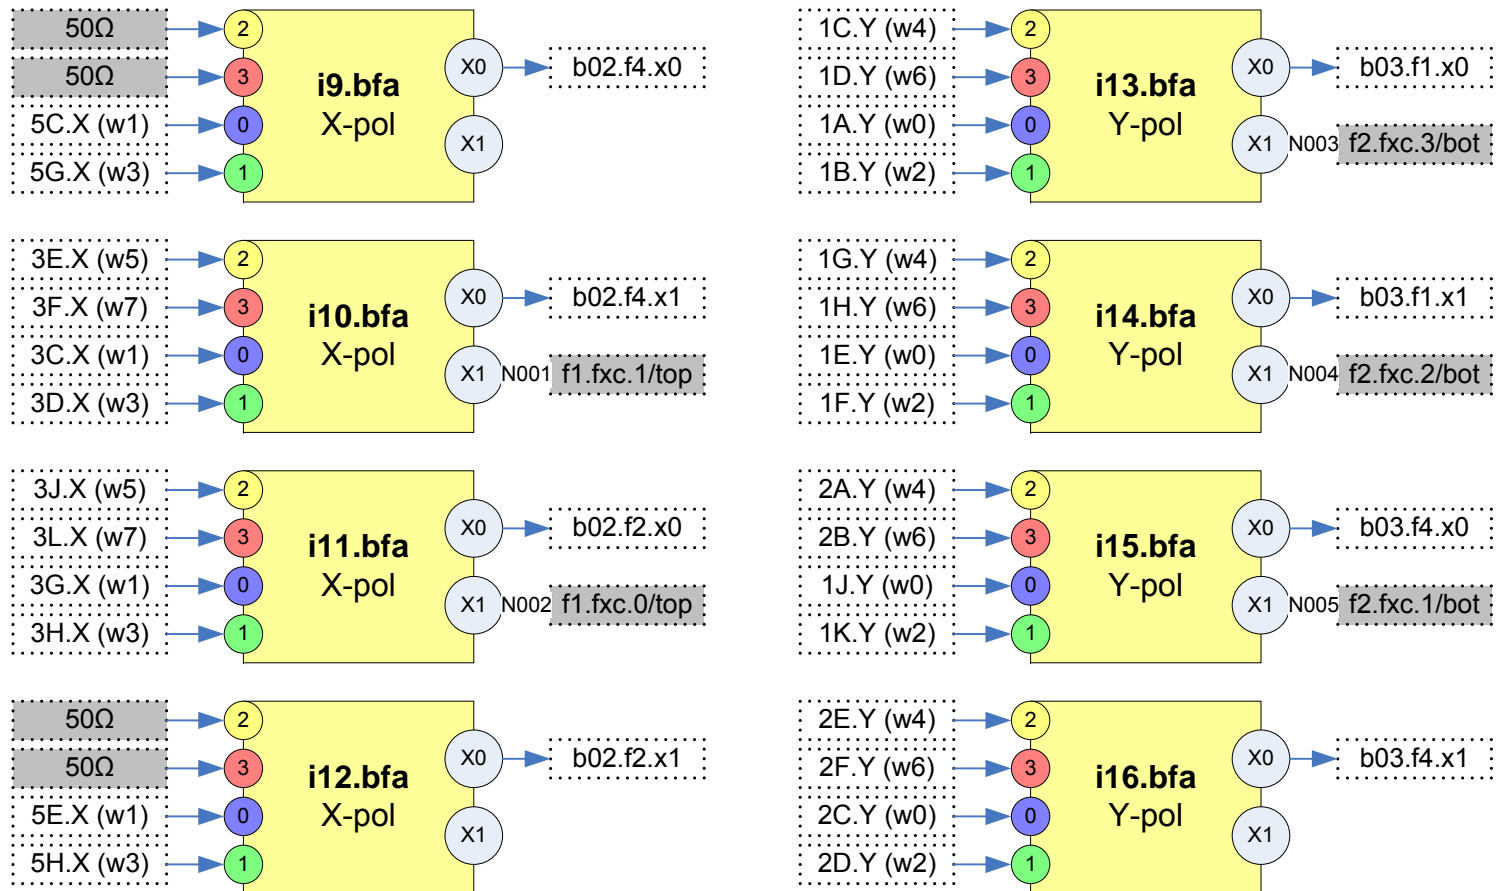 50Ω
2
50Ω
3
5C.X (w1)
0
5G.X (w3)
1
i9.bfa
X-pol
X0
b02.f4.x0
X1
1C.Y (w4)
2
1D.Y (w6)
3
1A.Y (w0)
0
1B.Y (w2)
1
i13.bfa
Y-pol
X0
b03.f1.x0
X1
N003
f2.fxc.3/bot
3E.X (w5)
2
3F.X (w7)
3
3C.X (w1)
0
3D.X (w3)
1
i10.bfa
X-pol
X0
b02.f4.x1
X1
N001
f1.fxc.1/top
1G.Y (w4)
2
1H.Y (w6)
3
1E.Y (w0)
0
1F.Y (w2)
1
i14.bfa
Y-pol
X0
b03.f1.x1
X1
N004
f2.fxc.2/bot
3J.X (w5)
2
3L.X (w7)
3
3G.X (w1)
0
3H.X (w3)
1
i11.bfa
X-pol
X0
b02.f2.x0
X1
N002
f1.fxc.0/top
2A.Y (w4)
2
2B.Y (w6)
3
1J.Y (w0)
0
1K.Y (w2)
1
i15.bfa
Y-pol
X0
b03.f4.x0
X1
N005
f2.fxc.1/bot
50Ω
2
50Ω
3
5E.X (w1)
0
5H.X (w3)
1
i12.bfa
X-pol
X0
b02.f2.x1
X1
2E.Y (w4)
2
2F.Y (w6)
3
2C.Y (w0)
0
2D.Y (w2)
1
i16.bfa
Y-pol
X0
b03.f4.x1
X1